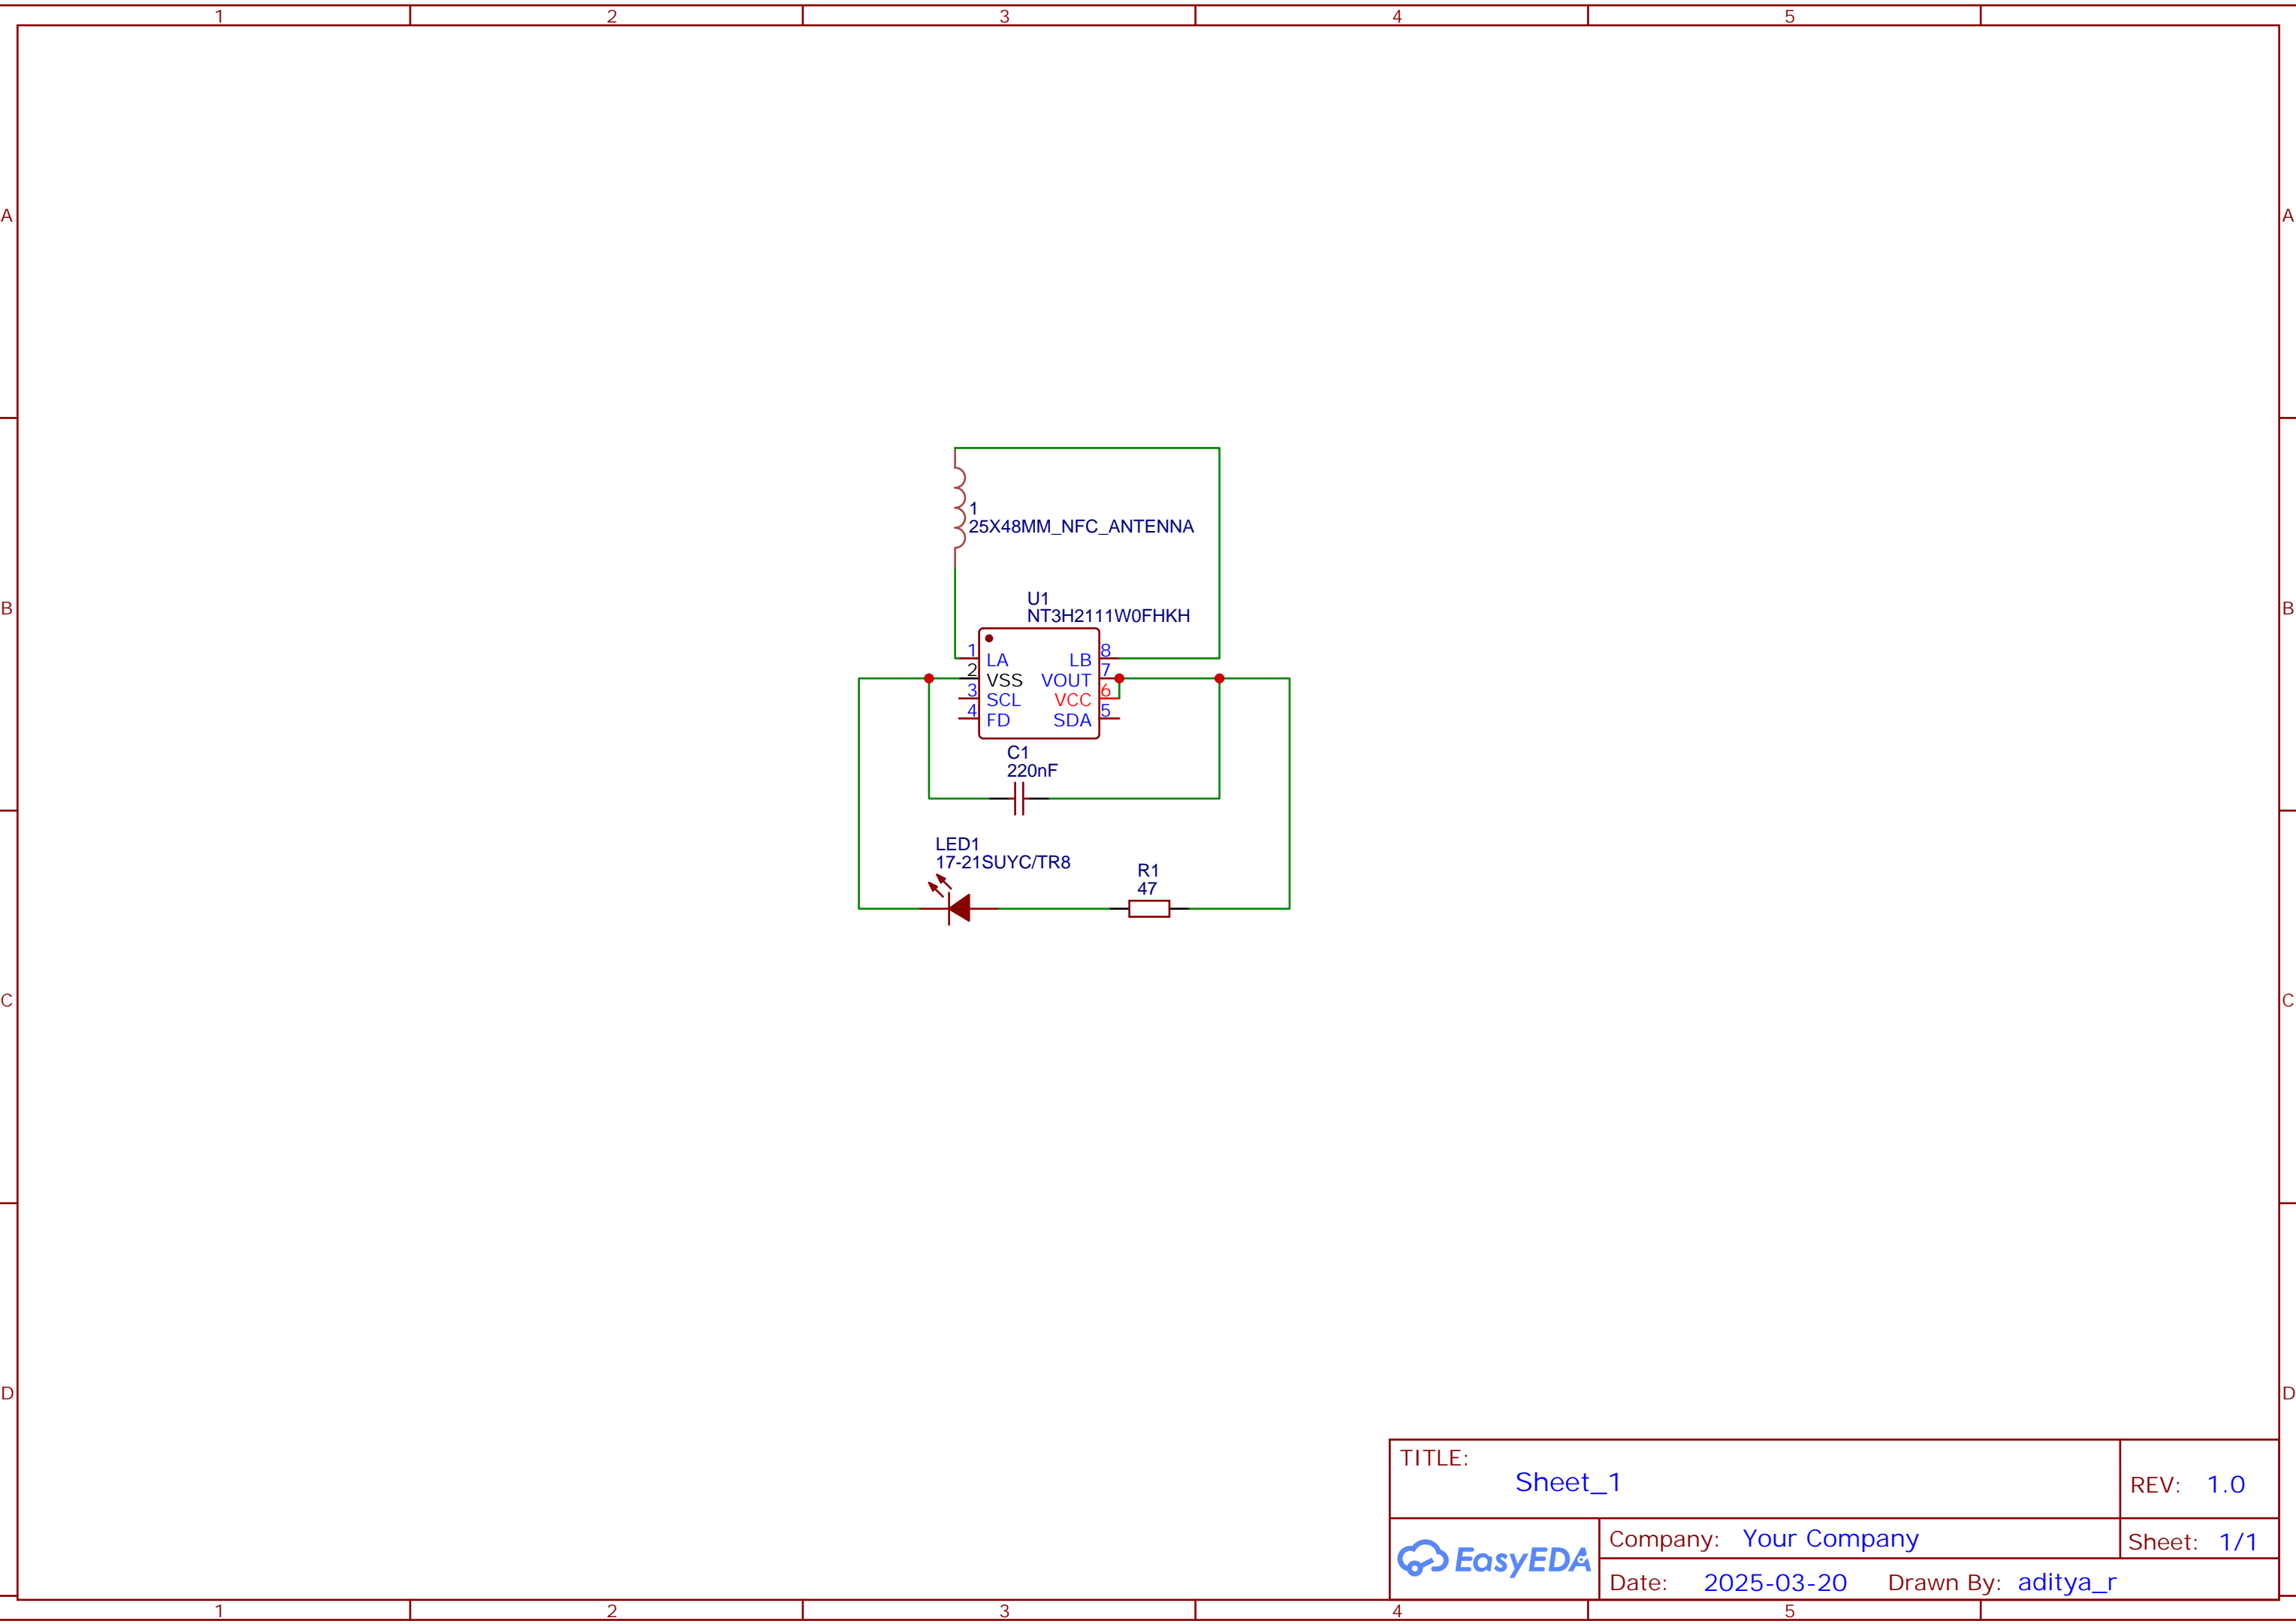 1 2 3 4 5
A A
1
25X48MM_NFC_ANTENNA
B B
U1
NT3H2111W0FHKH
1 LA LB 8
2 VSS VOUT 7
3 SCL VCC 6
4 FD SDA 5
C1
220nF
LED1
17-21SUYC/TR8
R1
47
C C
D D
TITLE:
Sheet_1
REV: 1.0
EasyEDA
Company: Your Company
Sheet: 1/1
Date: 2025-03-20 Drawn By: aditya_r
1 2 3 4 5